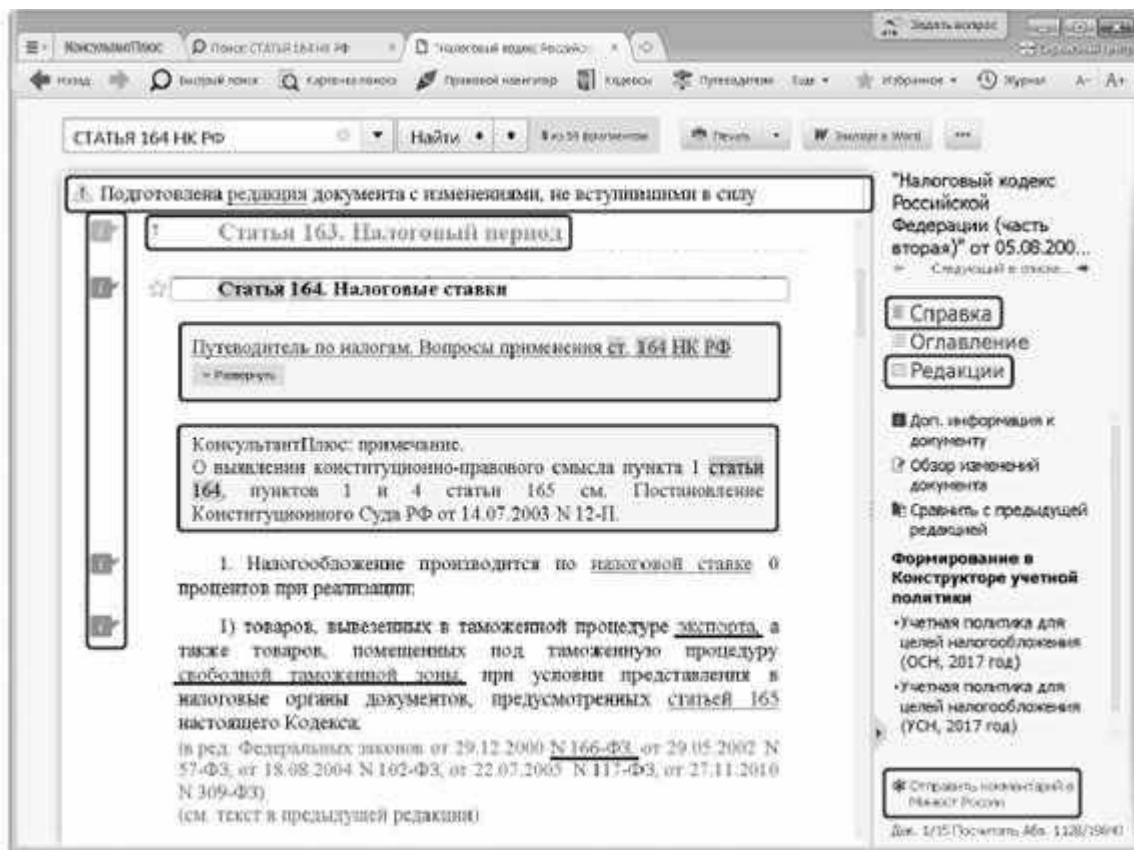 Задать вопрос
КонсультантПлюс
Поиск: СТАТЬЯ 164 НК РФ
"Налоговый кодекс Российс
Назад
Быстрый поиск
Карточка поиска
Правовой навигатор
Кодексы
Путеводители
Еще
Избранное
Журнал
A-
A+
СТАТЬЯ 164 НК РФ
Найти
Печать
Экспорт в Word
Подготовлена редакция документа с изменениями, не вступившими в силу
Статья 163. Налоговый период
Статья 164. Налоговые ставки
Путеводитель по налогам. Вопросы применения ст. 164 НК РФ
Развернуть
КонсультантПлюс: примечание.
О выявлении конституционно-правового смысла пункта 1 статьи
164, пунктов 1 и 4 статьи 165 см. Постановление
Конституционного Суда РФ от 14.07.2003 N 12-П.
1. Налогообложение производится по налоговой ставке 0
процентов при реализации:
1) товаров, вывезенных в таможенной процедуре экспорта, а
также товаров, помещенных под таможенную процедуру
свободной таможенной зоны, при условии представления в
налоговые органы документов, предусмотренных статьей 165
настоящего Кодекса;
(в ред. Федеральных законов от 29.12.2000 N 166-ФЗ, от 29.05.2002 N
57-ФЗ, от 18.08.2004 N 102-ФЗ, от 22.07.2005 N 117-ФЗ, от 27.11.2010
N 309-ФЗ)
(см. текст в предыдущей редакции)
"Налоговый кодекс
Российской
Федерации (часть
вторая)" от 05.08.200...
Следующий в списке...
Справка
Оглавление
Редакции
Доп. информация к
документу
Обзор изменений
документа
Сравнить с предыдущей
редакцией
Формирование в
Конструкторе учетной
политики
•Учетная политика для
целей налогообложения
(ОСН, 2017 год)
•Учетная политика для
целей налогообложения
(УСН, 2017 год)
Отправить комментарий в
Минюст России
Док. 1/15 Посчитать Абз.